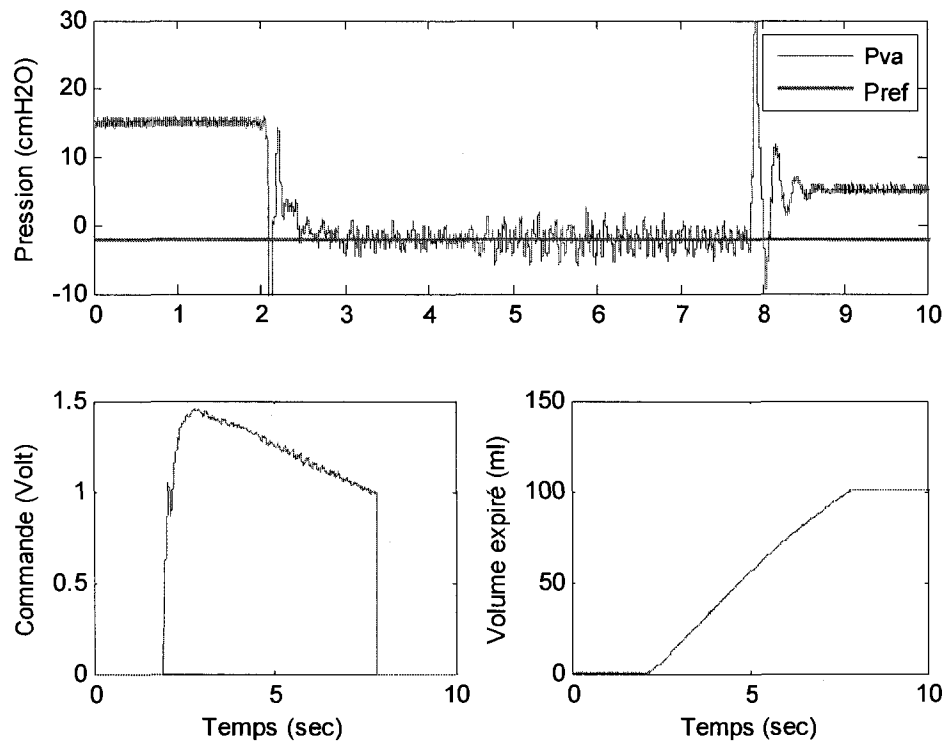 Pression (cmH2O)
30
20
10
0
-10
Pva
Pref
0 1 2 3 4 5 6 7 8 9 10
Commande (Volt)
1.5
1
0.5
0
0 5 10
Temps (sec)
Volume expiré (ml)
150
100
50
0
0 5 10
Temps (sec)